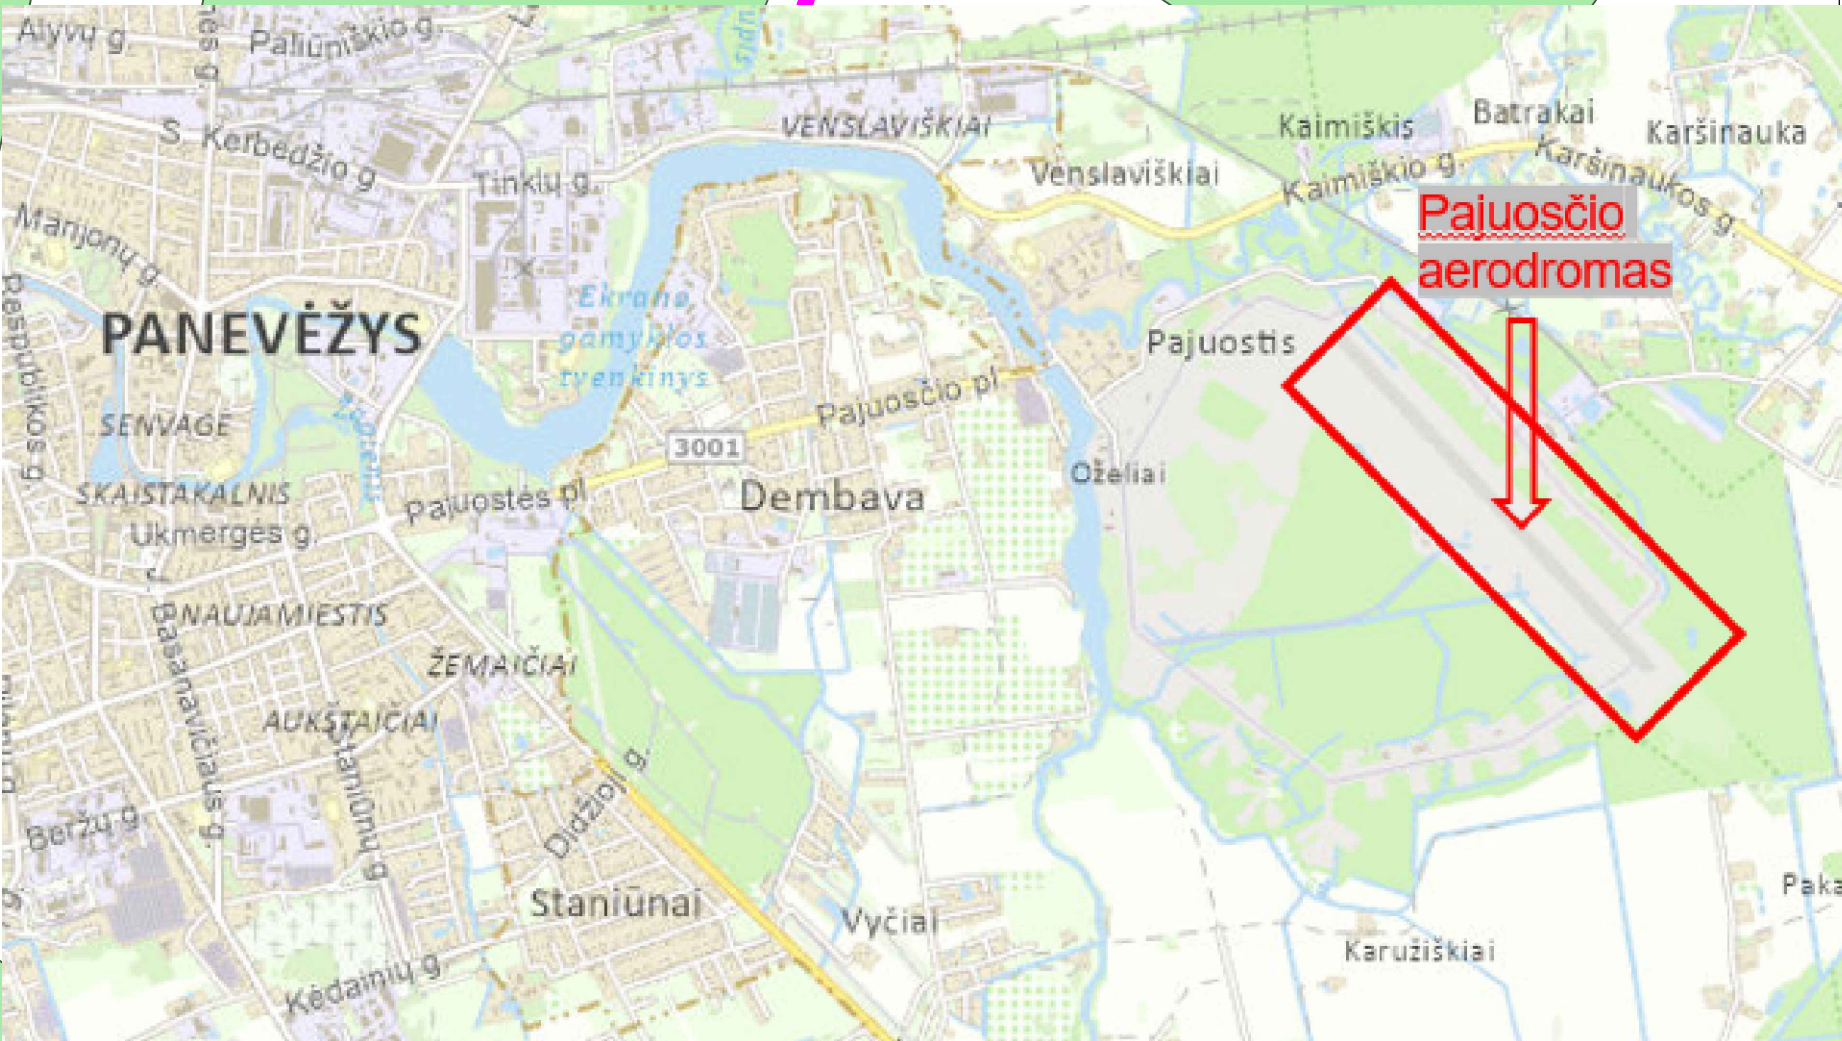 Alyvų g.
Paliūniškio g.
S. Kerbedžio g
Tinklų g.
VENSLAVIŠKIAI
Venslaviškiai
Kaimiškis
Batrakai
Karšinauka
Kaimiškio g.
Karšinaukos g.
Marijonų g
Pajuosčio
aerodromas
PANEVĖŽYS
Ekrano
gamyklos
tvenkinys
Pajuostis
Respublikos g.
SENVAGĖ
Pajuosčio pl
3001
Oželiai
SKAISTAKALNIS
Pajuostės pl
Dembava
Ukmergės g.
J. Basanavičiaus g.
NAUJAMIESTIS
ŽEMAIČIAI
AUKŠTAIČIAI
Staniūnų g
Beržų g.
Didžioji g.
Staniūnai
Vyčiai
Paka
Karužiškiai
Kėdainių g.